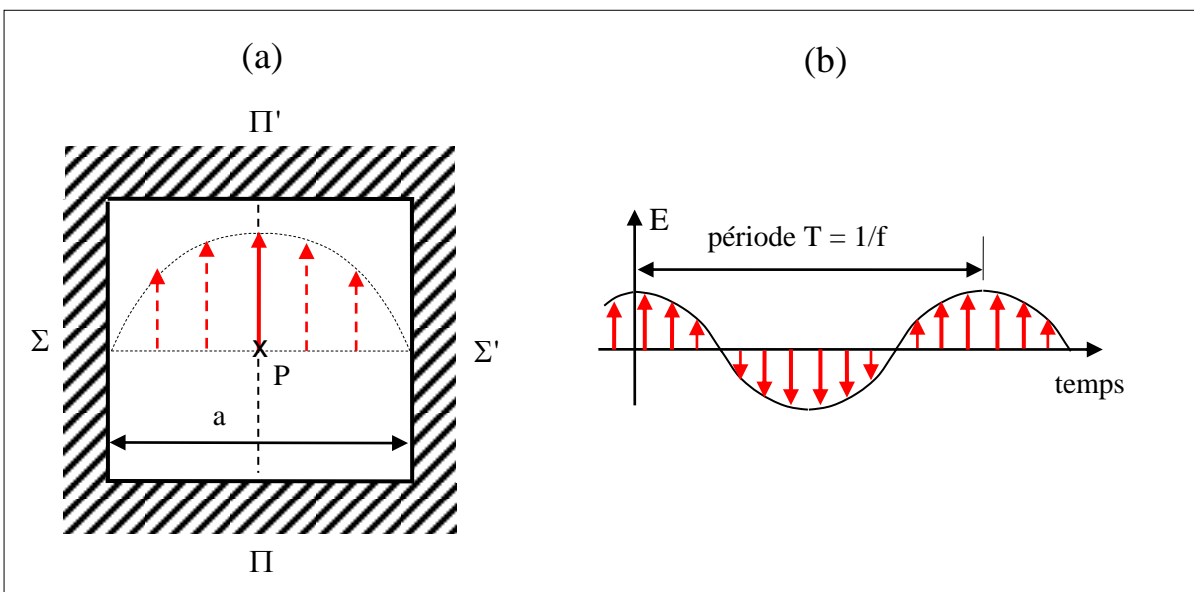 (a)
Π'
Σ
Σ'
x
P
a
Π
(b)
E
période T = 1/f
temps